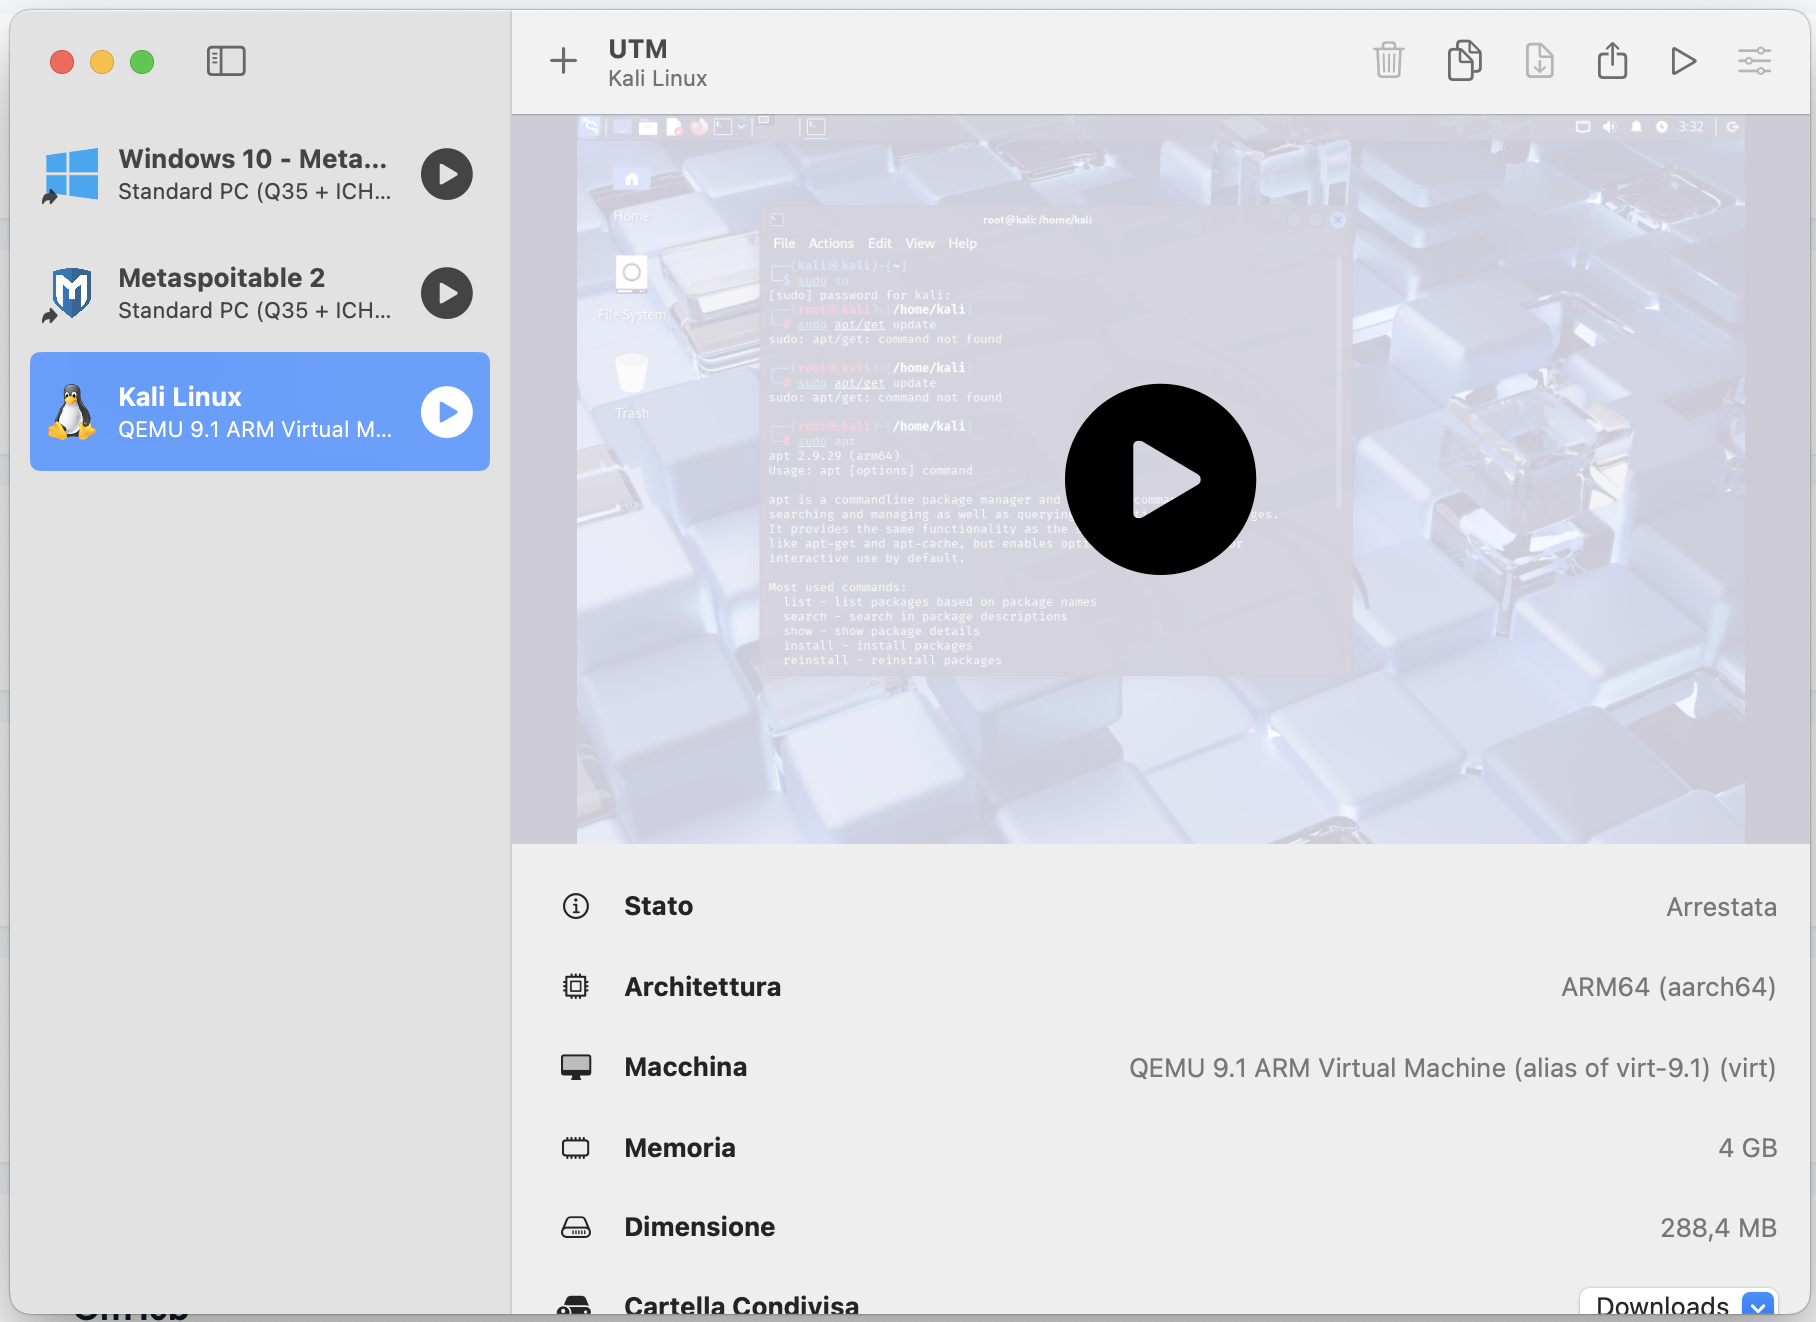 UTM
Kali Linux
Windows 10 - Meta...
Standard PC (Q35 + ICH...
Metaspoitable 2
Standard PC (Q35 + ICH...
Kali Linux
QEMU 9.1 ARM Virtual M...
3:32
Home
File System
Trash
root@kali: /home/kali
File Actions Edit View Help
(kali㉿kali)-[~]
$ sudo su
[sudo] password for kali:
(root㉿kali)-[/home/kali]
# sudo apt/get update
sudo: apt/get: command not found
(root㉿kali)-[/home/kali]
# sudo apt/get update
sudo: apt/get: command not found
(root㉿kali)-[/home/kali]
# sudo apt
apt 2.9.29 (arm64)
Usage: apt [options] command
apt is a commandline package manager and
searching and managing as well as querying
It provides the same functionality as the
like apt-get and apt-cache, but enables
interactive use by default.
Most used commands:
list - list packages based on package names
search - search in package descriptions
show - show package details
install - install packages
reinstall - reinstall packages
Stato
Arrestata
Architettura
ARM64 (aarch64)
Macchina
QEMU 9.1 ARM Virtual Machine (alias of virt-9.1) (virt)
Memoria
4 GB
Dimensione
288,4 MB
Cartella Condivisa
Downloads